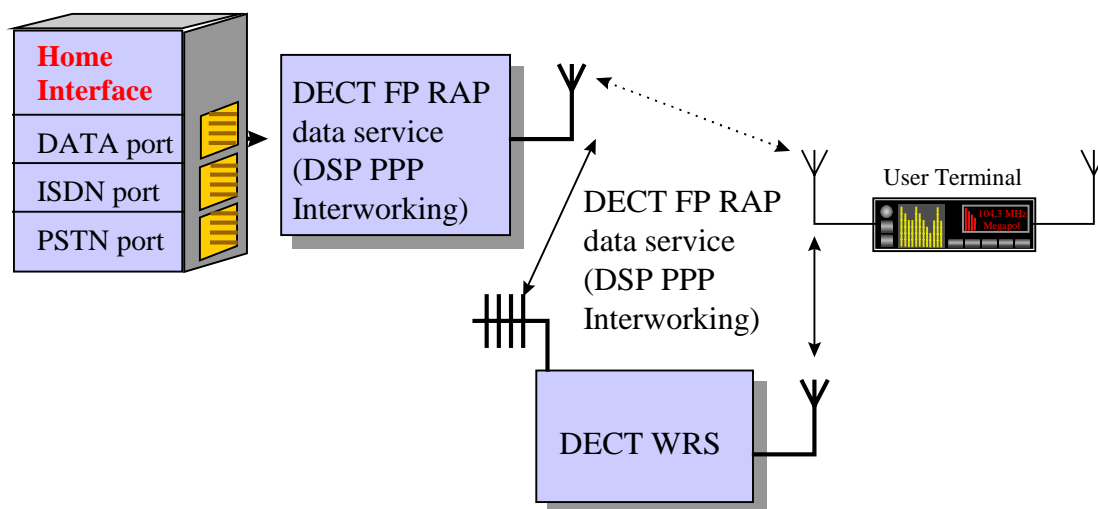 Home
Interface
DATA port
ISDN port
PSTN port
DECT FP RAP
data service
(DSP PPP
Interworking)
DECT FP RAP
data service
(DSP PPP
Interworking)
User Terminal
104.3 MHz
Megapol
DECT WRS